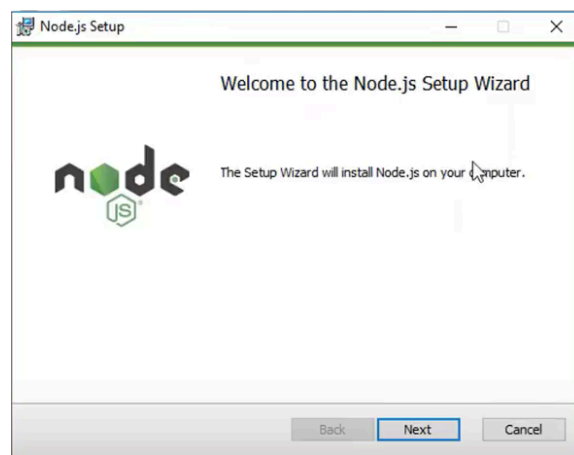 Node.js Setup
Welcome to the Node.js Setup Wizard
node
JS
The Setup Wizard will install Node.js on your computer.
Back Next Cancel